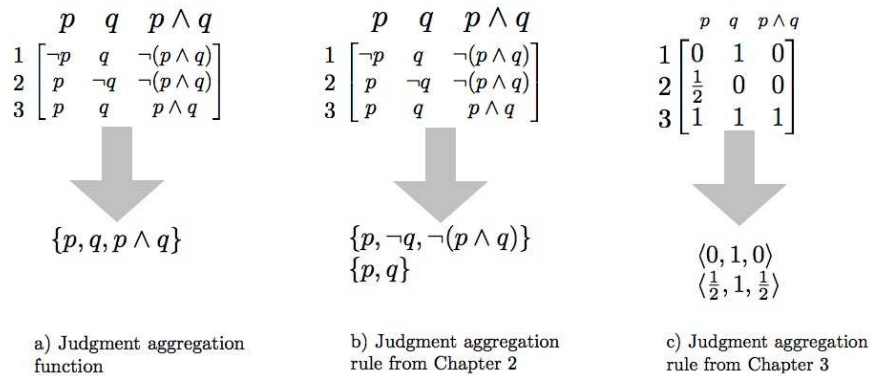 p q p ∧ q
1 [¬p q ¬(p ∧ q)]
2 [p ¬q ¬(p ∧ q)]
3 [p q p ∧ q]
{p, q, p ∧ q}
a) Judgment aggregation
function
p q p ∧ q
1 [¬p q ¬(p ∧ q)]
2 [p ¬q ¬(p ∧ q)]
3 [p q p ∧ q]
{p, ¬q, ¬(p ∧ q)}
{p, q}
b) Judgment aggregation
rule from Chapter 2
p q p ∧ q
1 [0 1 0]
2 [½ 0 0]
3 [1 1 1]
⟨0, 1, 0⟩
⟨½, 1, ½⟩
c) Judgment aggregation
rule from Chapter 3